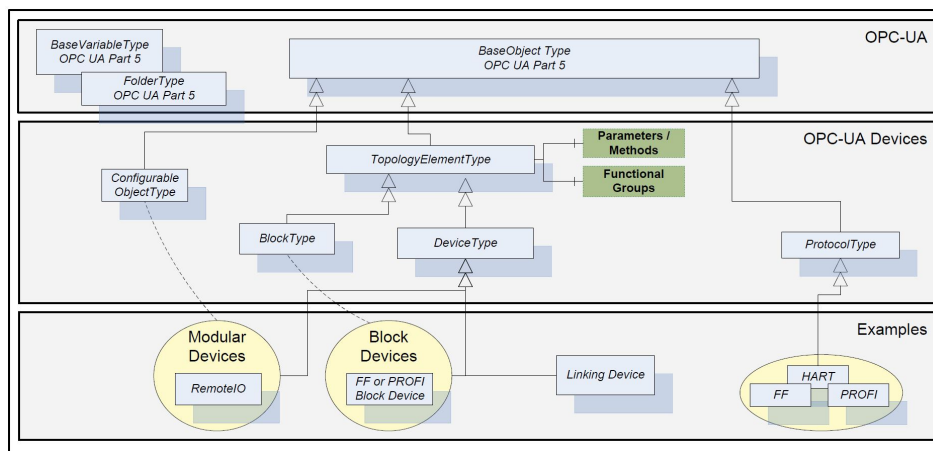 OPC-UA
BaseVariableType
OPC UA Part 5
FolderType
OPC UA Part 5
BaseObject Type
OPC UA Part 5
OPC-UA Devices
Parameters /
Methods
TopologyElementType
Functional
Groups
Configurable
ObjectType
BlockType
DeviceType
ProtocolType
Examples
Modular
Devices
RemoteIO
Block
Devices
FF or PROFI
Block Device
Linking Device
HART
FF
PROFI